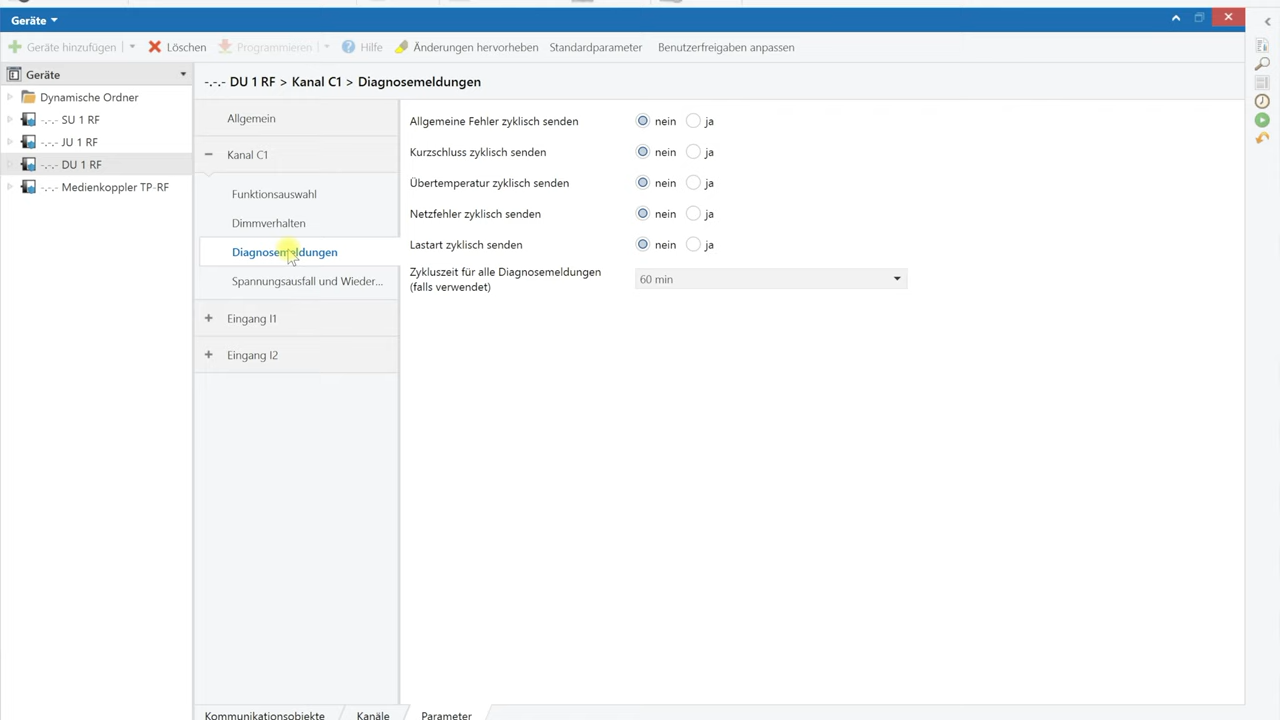 Geräte
Geräte hinzufügen Löschen Programmieren Hilfe Änderungen hervorheben Standardparameter Benutzerfreigaben anpassen
Geräte
Dynamische Ordner
-.-.- SU 1 RF
-.-.- JU 1 RF
-.-.- DU 1 RF
-.-.- Medienkoppler TP-RF
-.-.- DU 1 RF > Kanal C1 > Diagnosemeldungen
Allgemein
Kanal C1
Funktionsauswahl
Dimmverhalten
Diagnosemeldungen
Spannungsausfall und Wieder...
Eingang I1
Eingang I2
Allgemeine Fehler zyklisch senden nein ja
Kurzschluss zyklisch senden nein ja
Übertemperatur zyklisch senden nein ja
Netzfehler zyklisch senden nein ja
Lastart zyklisch senden nein ja
Zykluszeit für alle Diagnosemeldungen
(falls verwendet)
60 min
Kommunikationsobjekte Kanäle Parameter